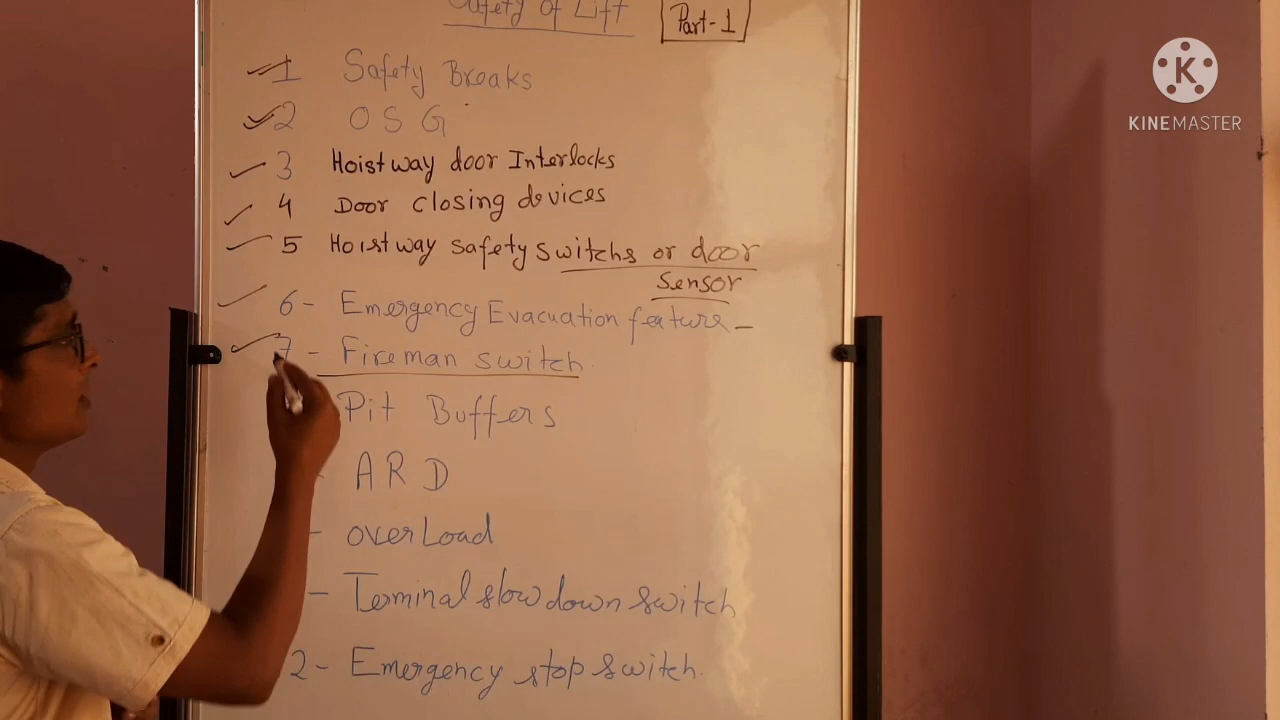 Safety of Lift
Part-1
1 Safety Breaks
2 O S G
3 Hoistway door Interlocks
4 Door closing devices
5 Hoistway safety switchs or door
sensor
6- Emergency Evacuation feature-
7- Fireman switch
Pit Buffers
- A R D
- over Load
- Terminal slow down switch
2- Emergency stop switch.
K
KINEMASTER